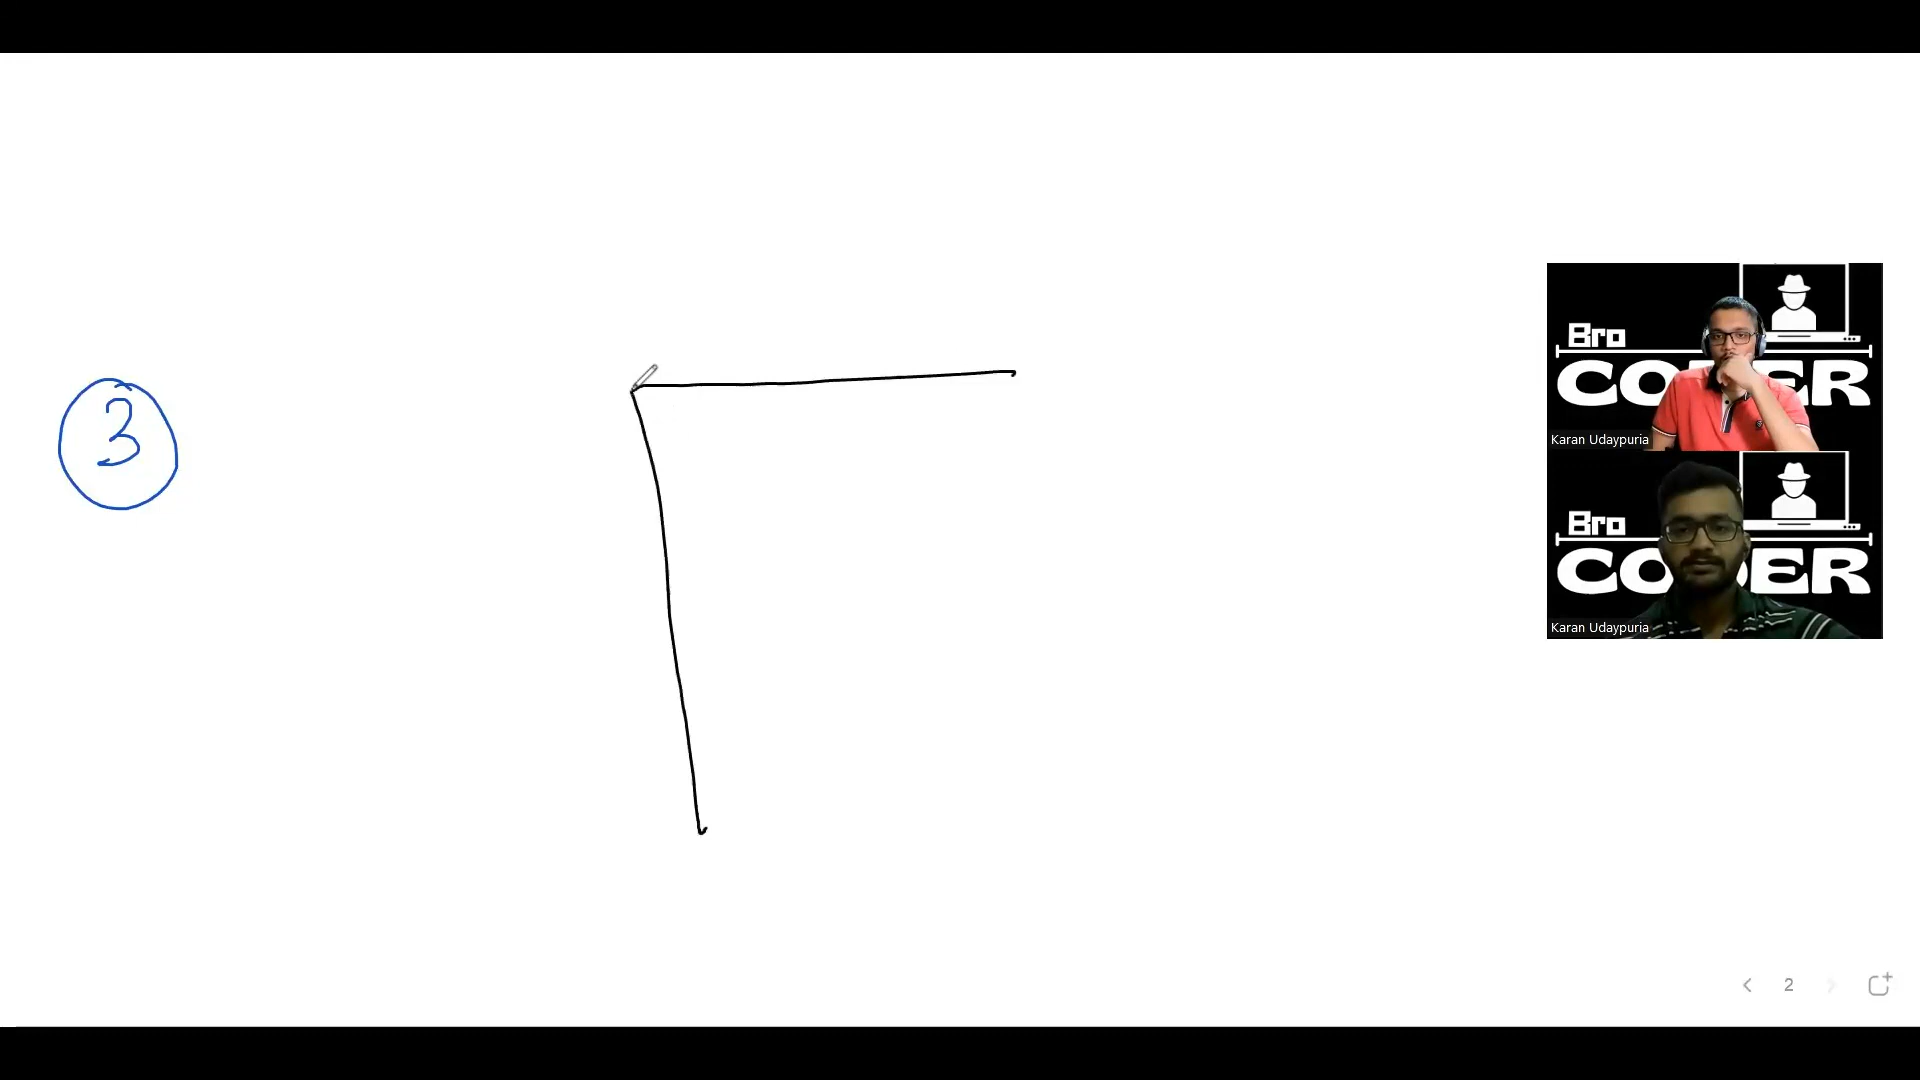 3
Bro
CODER
Karan Udaypuria
Bro
CODER
Karan Udaypuria
2